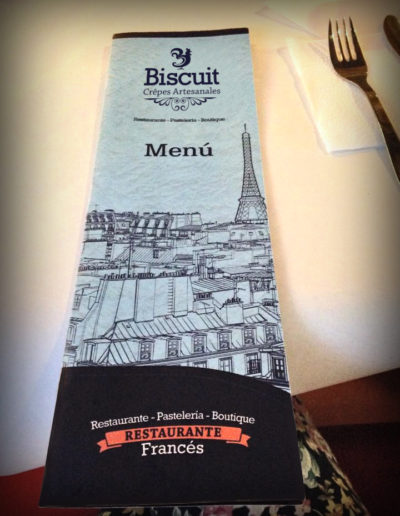 Biscuit
Crêpes Artesanales
Restaurante - Pastelería - Boutique
Menú
Restaurante - Pastelería - Boutique
RESTAURANTE
Francés